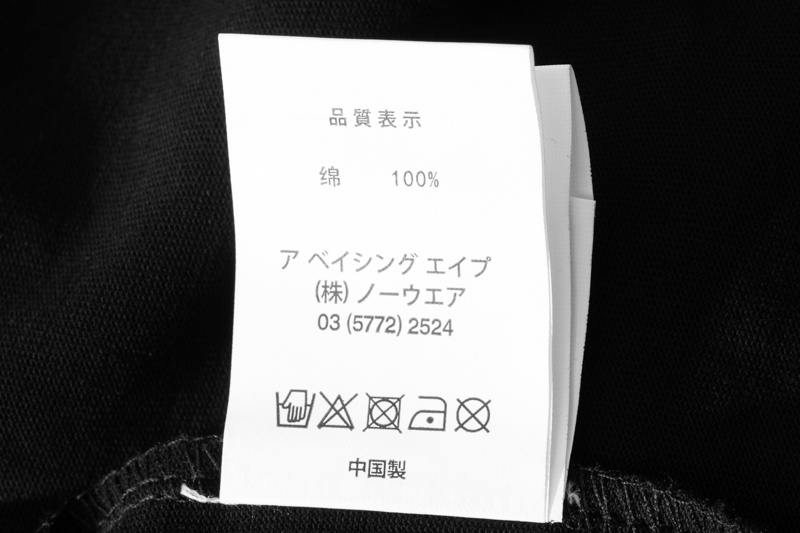 品質表示
绵 100%
ア ベイシング エイプ
(株) ノーウエア
03 (5772) 2524
中国製